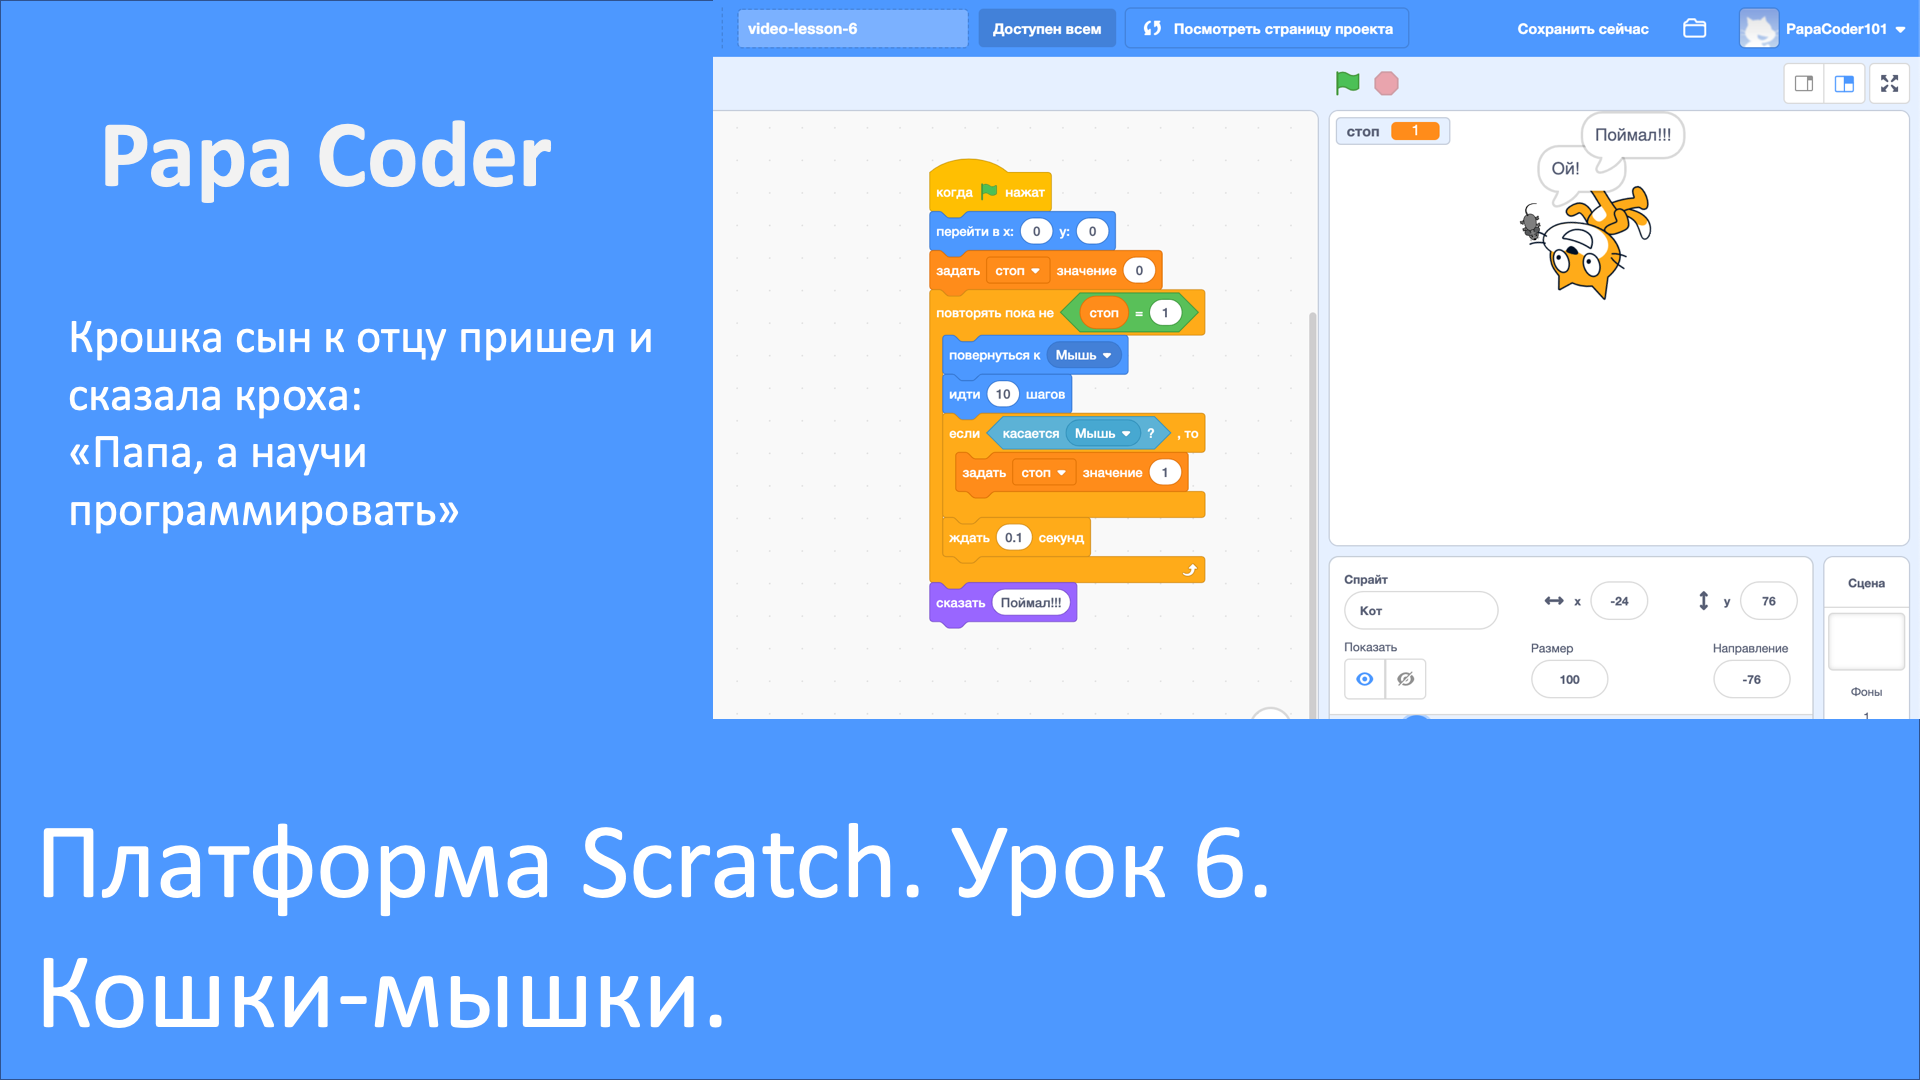 video-lesson-6
Доступен всем
Посмотреть страницу проекта
Сохранить сейчас
PapaCoder101
Papa Coder
Крошка сын к отцу пришел и
сказала кроха:
«Папа, а научи
программировать»
когда нажат
перейти в x: 0 y: 0
задать стоп значение 0
повторять пока не стоп = 1
повернуться к Мышь
идти 10 шагов
если касается Мышь ? , то
задать стоп значение 1
ждать 0.1 секунд
сказать Поймал!!!
стоп 1
Поймал!!!
Ой!
Спрайт
Кот
x -24
y 76
Показать
Размер
100
Направление
-76
Сцена
Фоны
1
Платформа Scratch. Урок 6.
Кошки-мышки.